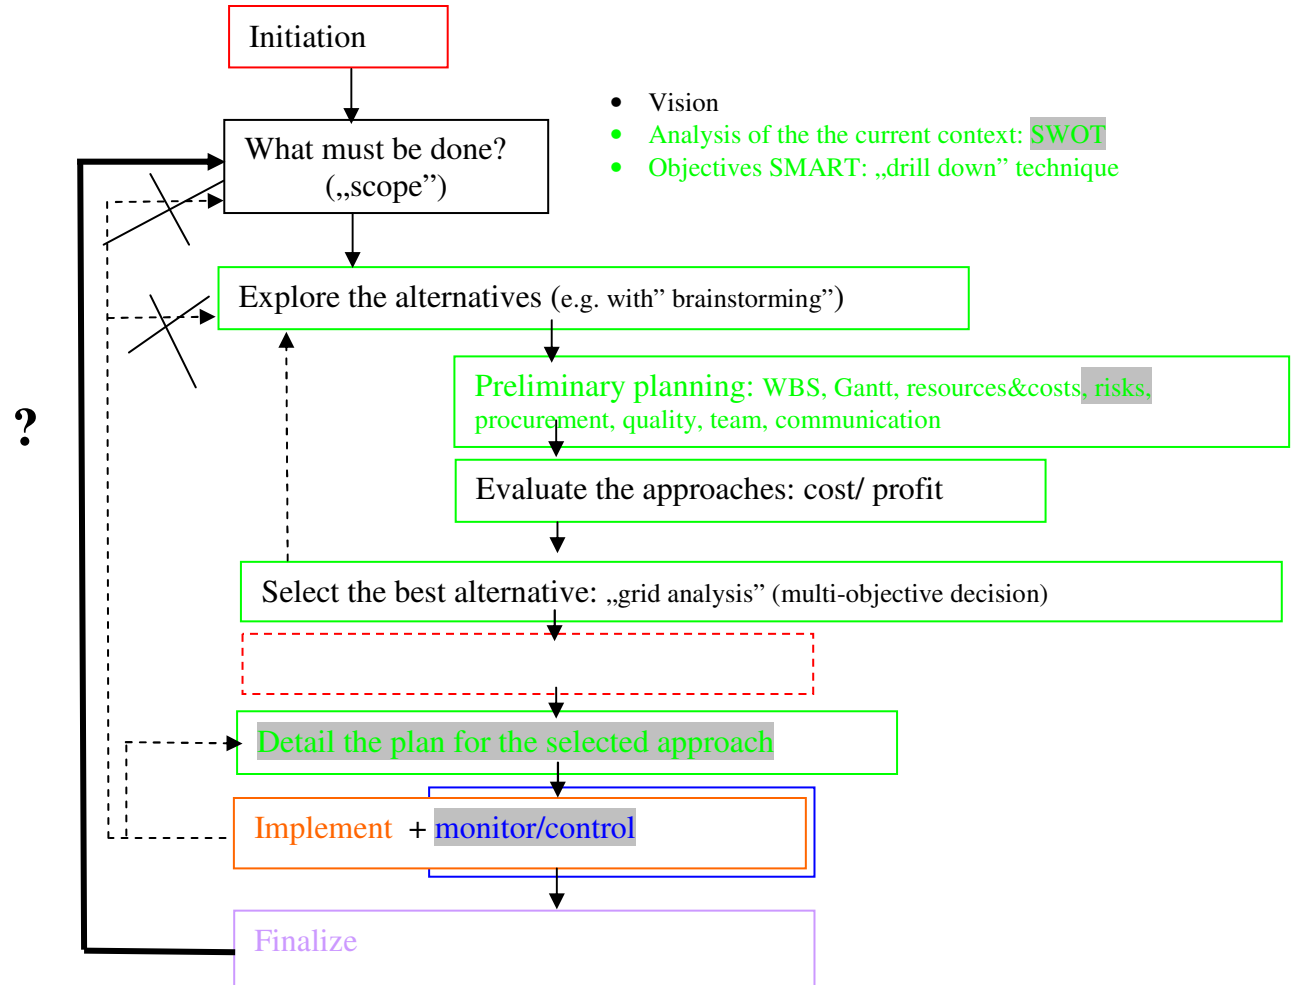 Initiation
• Vision
• Analysis of the the current context: SWOT
• Objectives SMART: „drill down” technique
What must be done?
(„scope”)
Explore the alternatives (e.g. with” brainstorming”)
Preliminary planning: WBS, Gantt, resources&costs, risks,
procurement, quality, team, communication
?
Evaluate the approaches: cost/ profit
Select the best alternative: „grid analysis” (multi-objective decision)
Detail the plan for the selected approach
Implement + monitor/control
Finalize